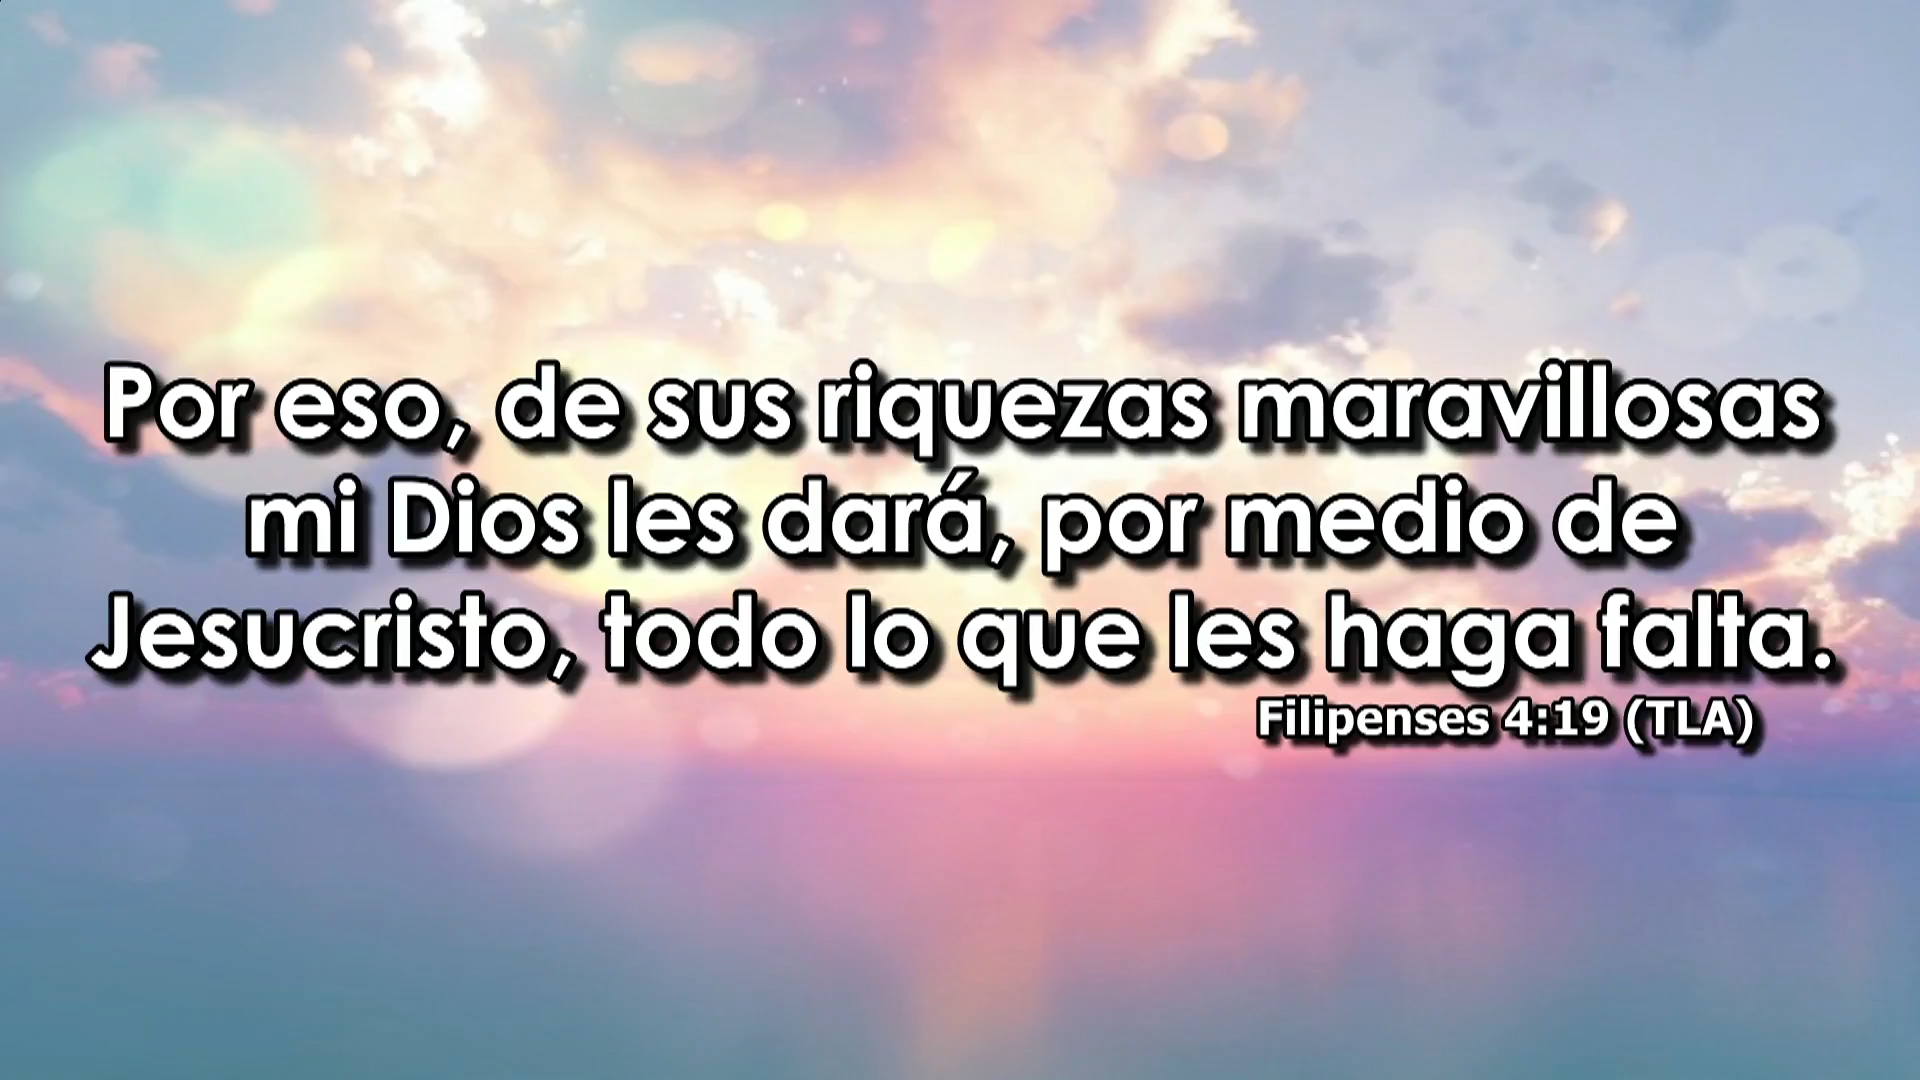 Por eso, de sus riquezas maravillosas
mi Dios les dará, por medio de
Jesucristo, todo lo que les haga falta.
Filipenses 4:19 (TLA)